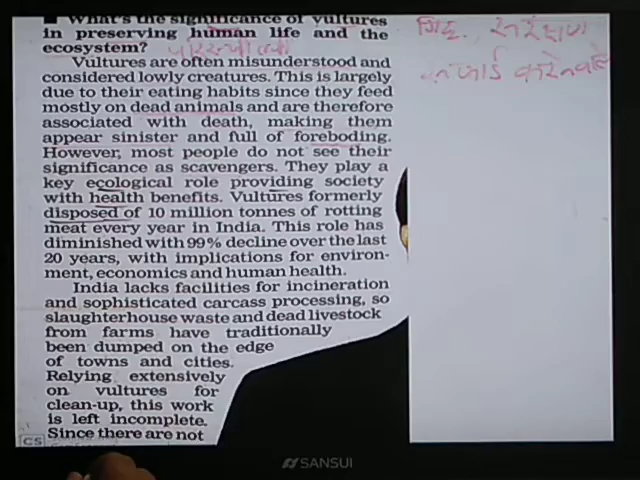 ■ What's the significance of vultures
in preserving human life and the
ecosystem?
Vultures are often misunderstood and
considered lowly creatures. This is largely
due to their eating habits since they feed
mostly on dead animals and are therefore
associated with death, making them
appear sinister and full of foreboding.
However, most people do not see their
significance as scavengers. They play a
key ecological role providing society
with health benefits. Vultures formerly
disposed of 10 million tonnes of rotting
meat every year in India. This role has
diminished with 99% decline over the last
20 years, with implications for environ-
ment, economics and human health.
India lacks facilities for incineration
and sophisticated carcass processing, so
slaughterhouse waste and dead livestock
from farms have traditionally
been dumped on the edge
of towns and cities.
Relying extensively
on vultures for
clean-up, this work
is left incomplete.
Since there are not
CS
SANSUI